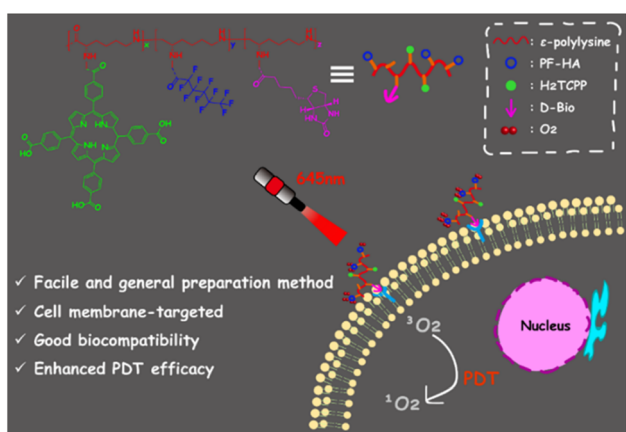 ε-polylysine
PF-HA
H2TCPP
D-Bio
O2
645nm
✓ Facile and general preparation method
✓ Cell membrane-targeted
✓ Good biocompatibility
✓ Enhanced PDT efficacy
³O2
PDT
¹O2
Nucleus